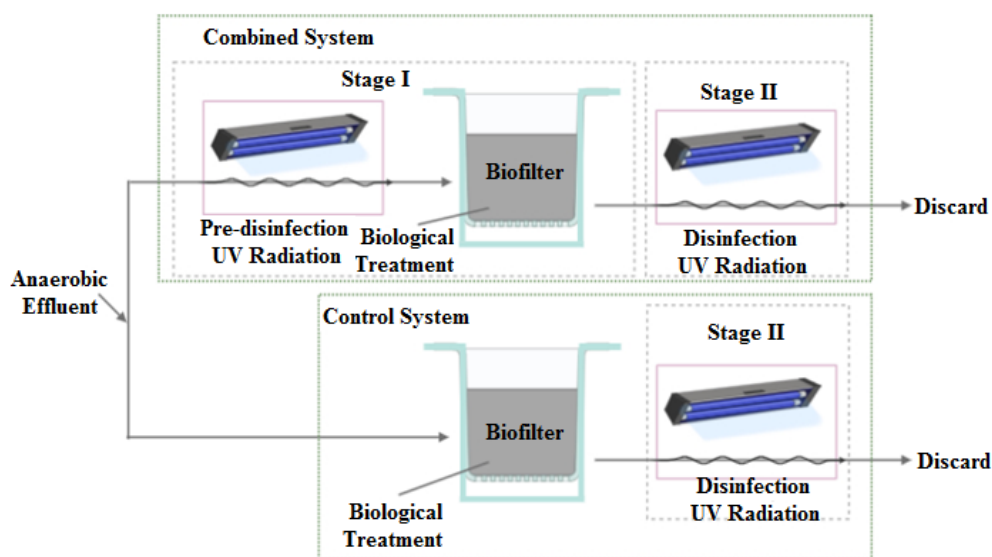 Combined System
Stage I
Stage II
Biofilter
Pre-disinfection
UV Radiation
Biological
Treatment
Disinfection
UV Radiation
Discard
Anaerobic
Effluent
Control System
Stage II
Biofilter
Biological
Treatment
Disinfection
UV Radiation
Discard